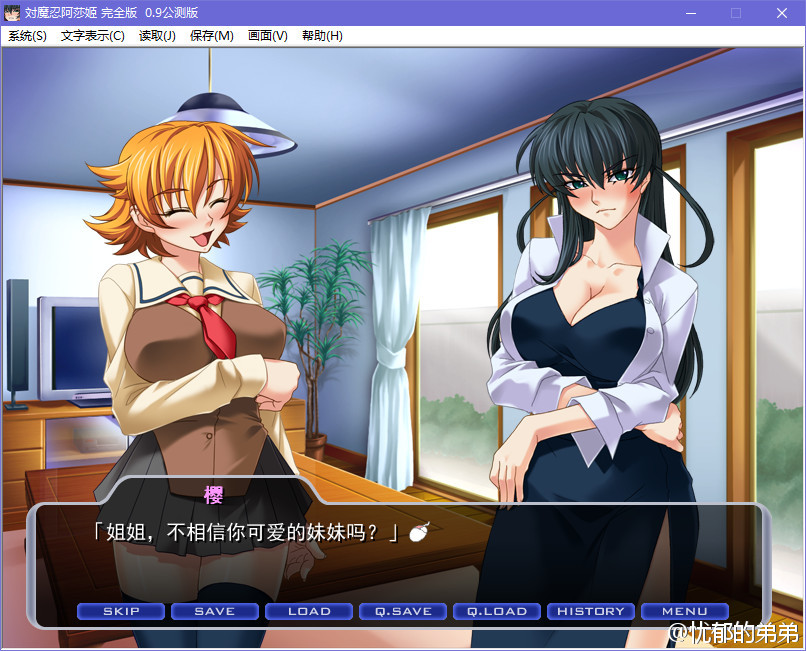 对魔忍阿莎姬 完全版 0.9公测版
系统(S) 文字表示(C) 读取(J) 保存(M) 画面(V) 帮助(H)
樱
「姐姐，不相信你可爱的妹妹吗？」
SKIP SAVE LOAD Q.SAVE Q.LOAD HISTORY MENU
@忧郁的弟弟